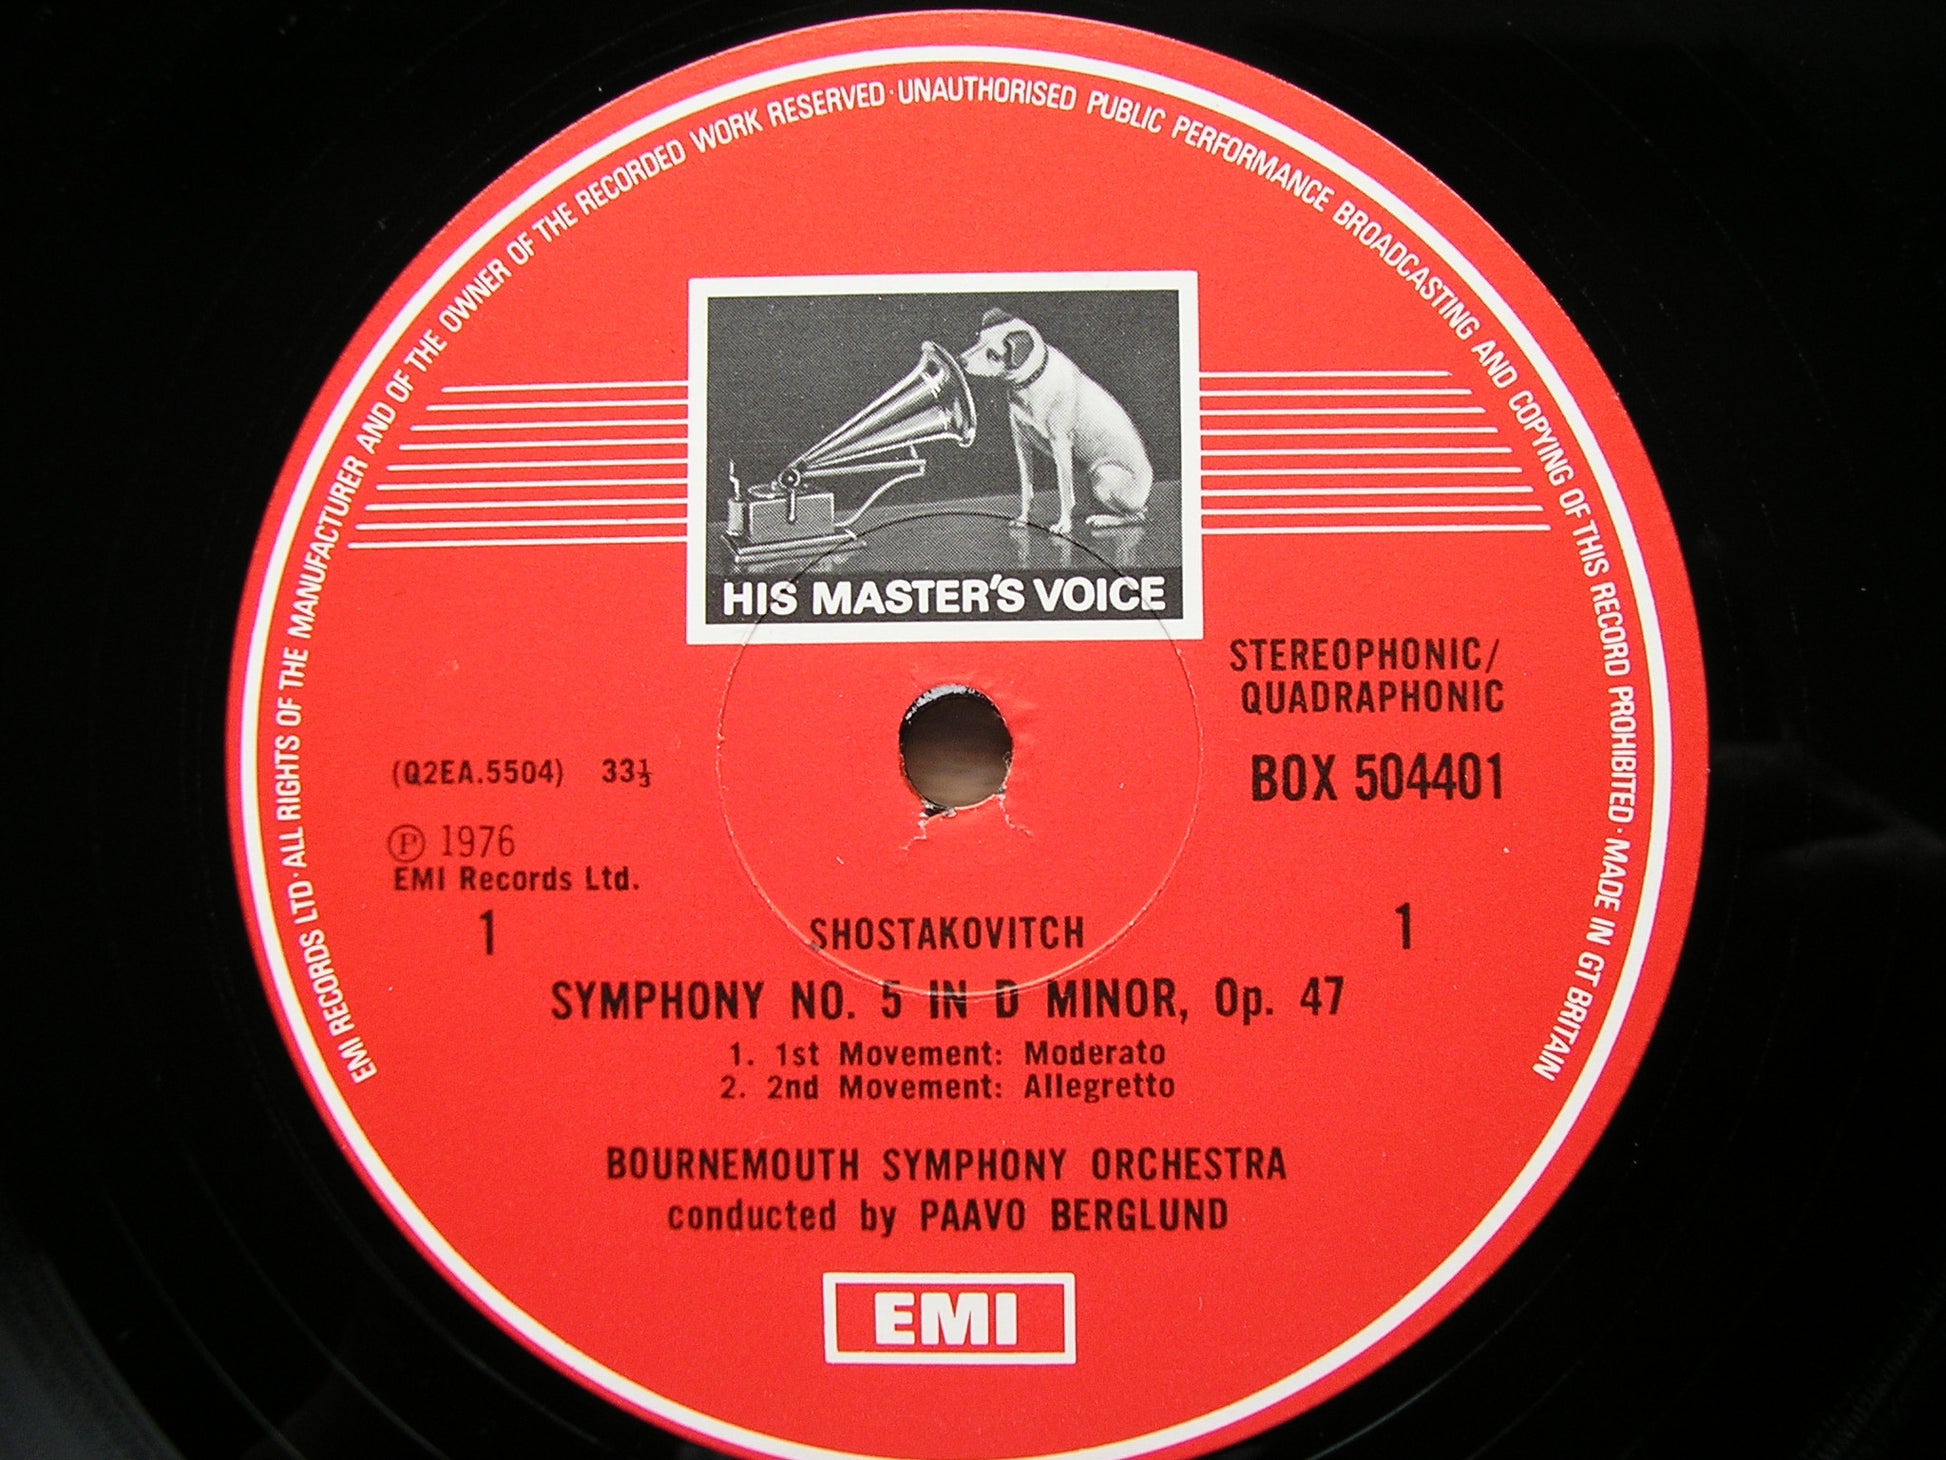 EMI RECORDS LTD · ALL RIGHTS OF THE MANUFACTURER AND OF THE OWNER OF THE RECORDED WORK RESERVED · UNAUTHORISED PUBLIC PERFORMANCE BROADCASTING AND COPYING OF THIS RECORD PROHIBITED · MADE IN GT BRITAIN
HIS MASTER'S VOICE
STEREOPHONIC/
QUADRAPHONIC
(Q2EA.5504) 33⅓
BOX 504401
Ⓟ 1976
EMI Records Ltd.
1 SHOSTAKOVITCH 1
SYMPHONY NO. 5 IN D MINOR, Op. 47
1. 1st Movement: Moderato
2. 2nd Movement: Allegretto
BOURNEMOUTH SYMPHONY ORCHESTRA
conducted by PAAVO BERGLUND
EMI